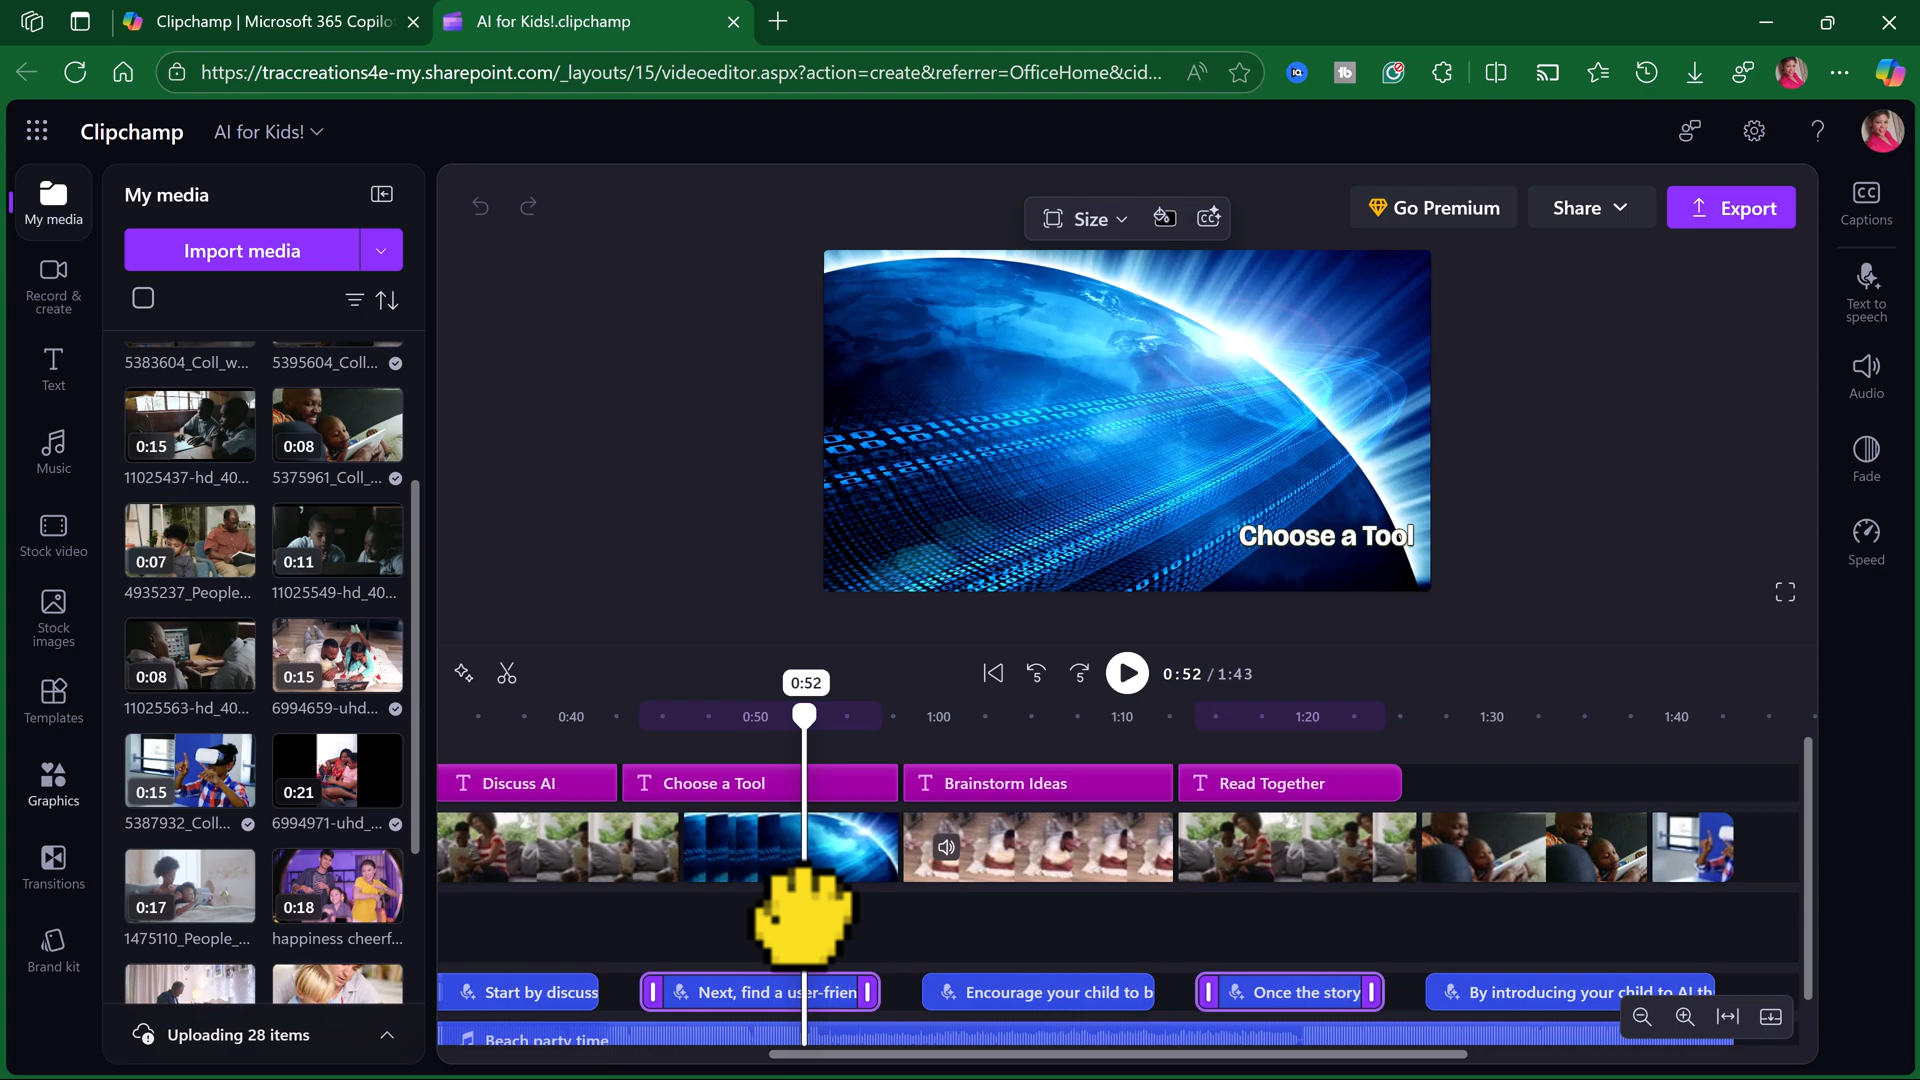 Clipchamp | Microsoft 365 Copilo
AI for Kids!.clipchamp
https://traccreations4e-my.sharepoint.com/_layouts/15/videoeditor.aspx?action=create&referrer=OfficeHome&cid...
Clipchamp
AI for Kids!
My media
Record & create
Text
Music
Stock video
Stock images
Templates
Graphics
Transitions
Brand kit
My media
Import media
5383604_Coll_w...
5395604_Coll...
0:15
0:08
11025437-hd_40...
5375961_Coll_...
0:07
0:11
4935237_People...
11025549-hd_40...
0:08
0:15
11025563-hd_40...
6994659-uhd...
0:15
0:21
5387932_Coll...
6994971-uhd_...
0:17
0:18
1475110_People_...
happiness cheerf...
Uploading 28 items
Size
Go Premium
Share
Export
Choose a Tool
0:52
0:52 / 1:43
0:40
0:50
1:00
1:10
1:20
1:30
1:40
Discuss AI
Choose a Tool
Brainstorm Ideas
Read Together
Start by discuss
Next, find a user-frien
Encourage your child to b
Once the story
By introducing your child to AI th
Beach party time
Captions
Text to speech
Audio
Fade
Speed